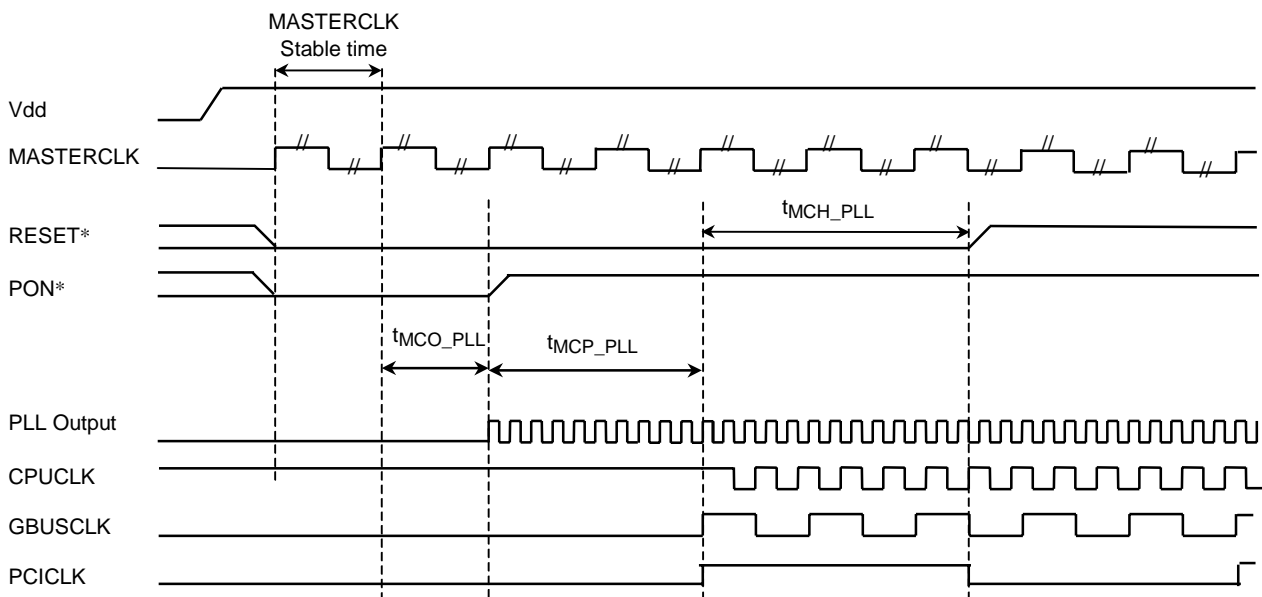 MASTERCLK
Stable time
Vdd
MASTERCLK
tMCH_PLL
RESET*
PON*
tMCO_PLL
tMCP_PLL
PLL Output
CPUCLK
GBUSCLK
PCICLK